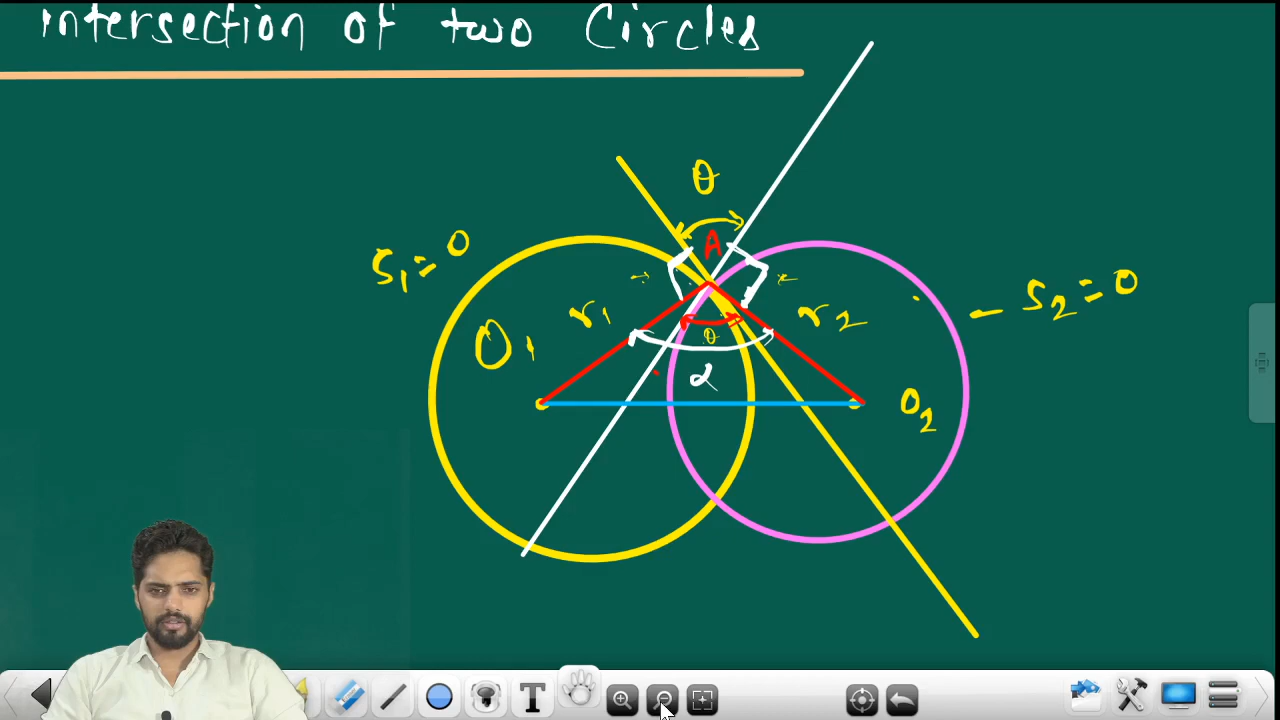 intersection of two Circles
θ
A
S₁=0
r₁
r₂
- S₂=0
O₁
θ
α
O₂
T